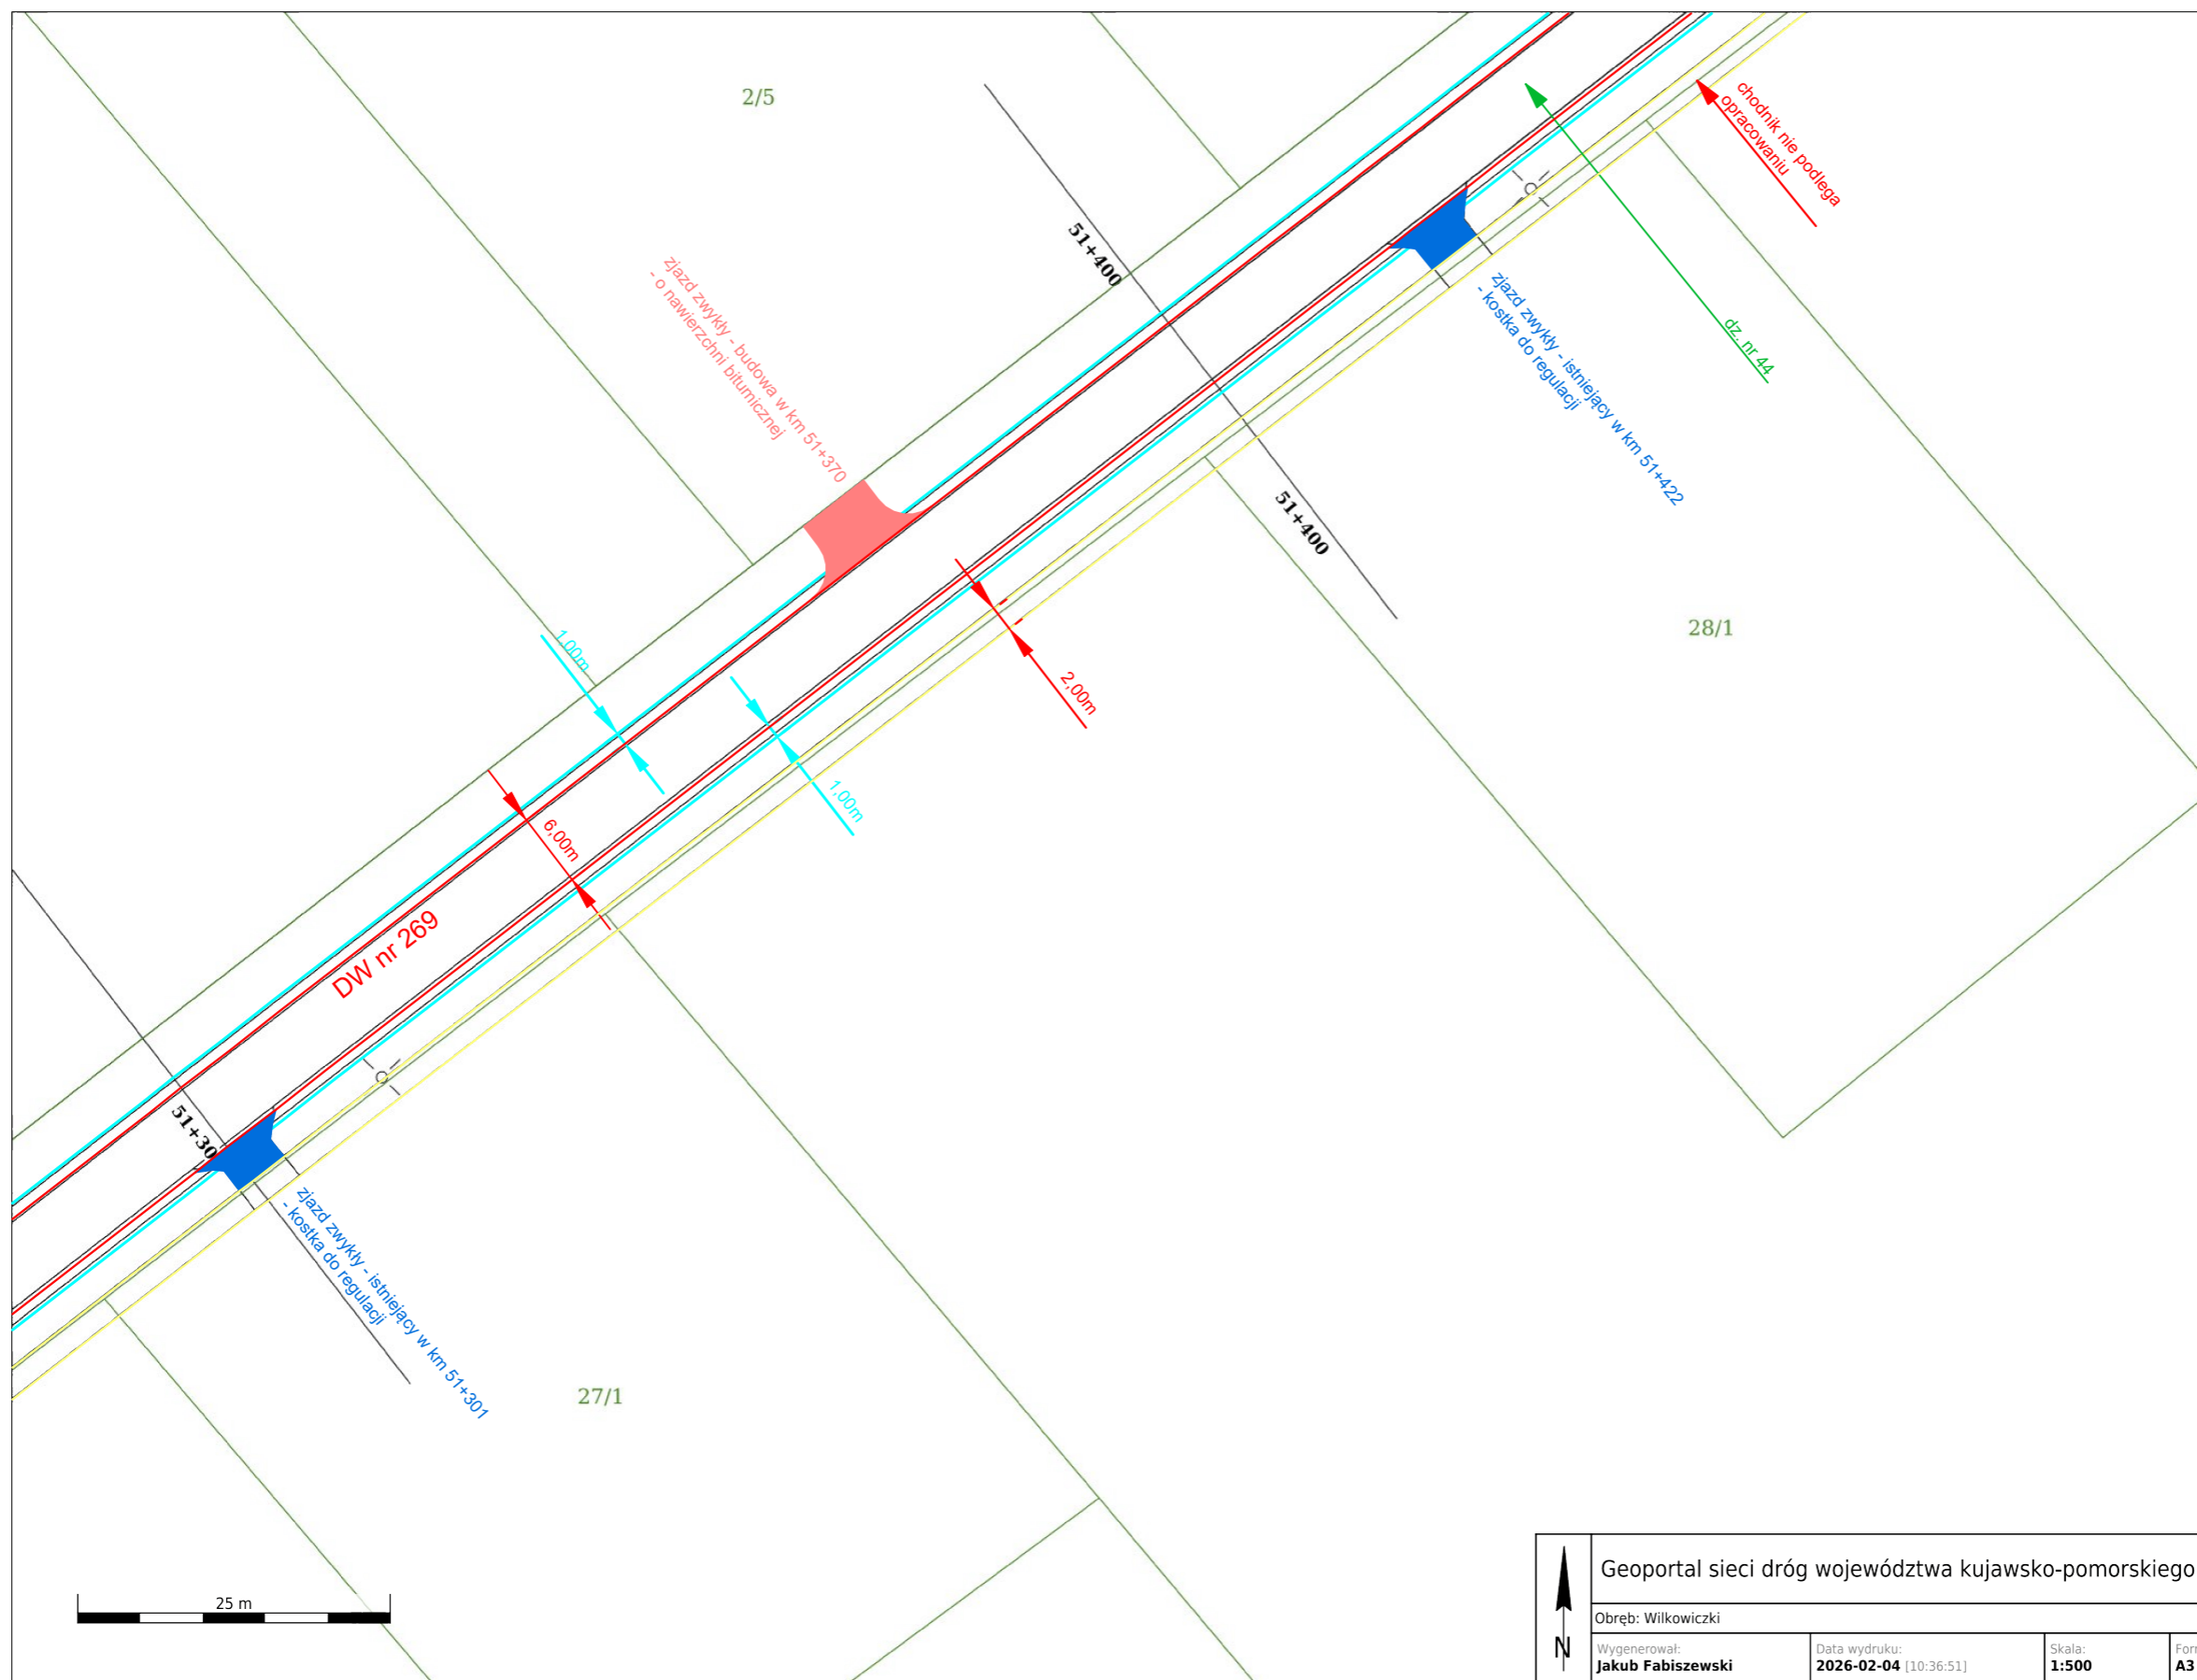 2/5
chodnik nie podlega
opracowaniu
51+400
zjazd zwykły - budowa w km 51+370
- o nawierzchni bitumicznej
zjazd zwykły - istniejący w km 51+422
- kostka do regulacji
dz. nr 44
51+400
28/1
1,00m
2,00m
1,00m
6,00m
DW nr 269
51+30
zjazd zwykły - istniejący w km 51+301
- kostka do regulacji
27/1
25 m
Geoportal sieci dróg województwa kujawsko-pomorskiego
Obręb: Wilkowiczki
N
Wygenerował:
Jakub Fabiszewski
Data wydruku:
2026-02-04 [10:36:51]
Skala:
1:500
A3